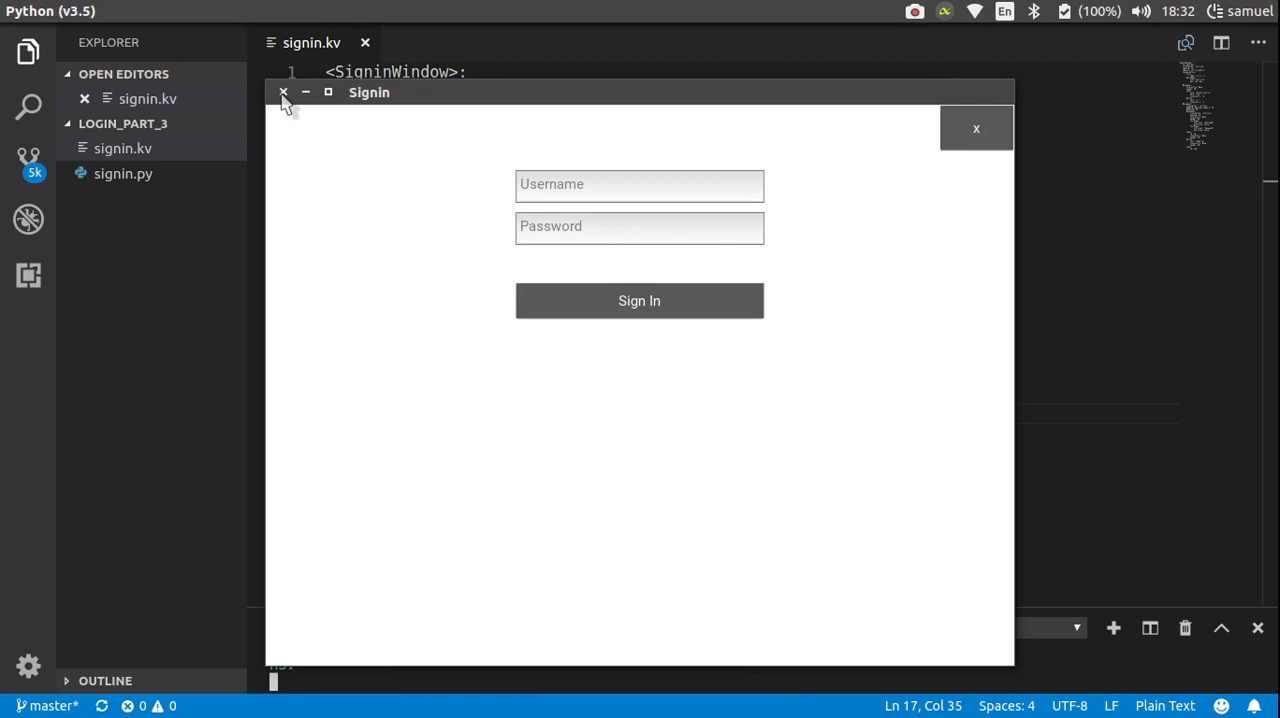 Python (v3.5)
En
(100%)
18:32
samuel
EXPLORER
OPEN EDITORS
signin.kv
LOGIN_PART_3
signin.kv
signin.py
5k
OUTLINE
signin.kv
1 <SigninWindow>:
Signin
x
Username
Password
Sign In
master*
0
0
Ln 17, Col 35
Spaces: 4
UTF-8
LF
Plain Text